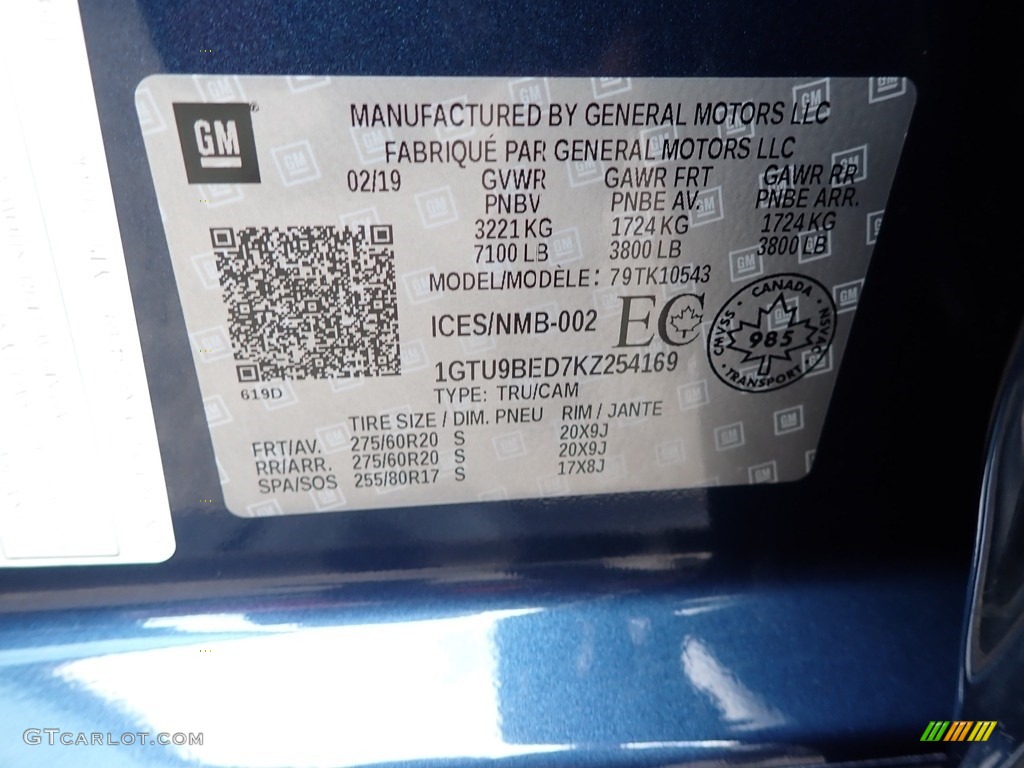 GM
MANUFACTURED BY GENERAL MOTORS LLC
FABRIQUÉ PAR GENERAL MOTORS LLC
02/19 GVWR GAWR FRT GAWR RR
PNBV PNBE AV. PNBE ARR.
3221 KG 1724 KG 1724 KG
7100 LB 3800 LB 3800 LB
MODEL/MODÈLE: 79TK10543
ICES/NMB-002 EC
CANADA
CMVSS 985 NSVAC
TRANSPORT
1GTU9BED7KZ254169
619D
TYPE: TRU/CAM
TIRE SIZE / DIM. PNEU RIM / JANTE
FRT/AV. 275/60R20 S 20X9J
RR/ARR. 275/60R20 S 20X9J
SPA/SOS 255/80R17 S 17X8J
GTCARLOT.COM